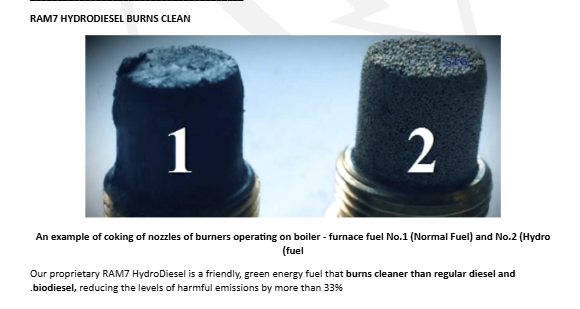 RAM7 HYDRODIESEL BURNS CLEAN
1
2
An example of coking of nozzles of burners operating on boiler - furnace fuel No.1 (Normal Fuel) and No.2 (Hydro
(fuel
Our proprietary RAM7 HydroDiesel is a friendly, green energy fuel that burns cleaner than regular diesel and
.biodiesel, reducing the levels of harmful emissions by more than 33%